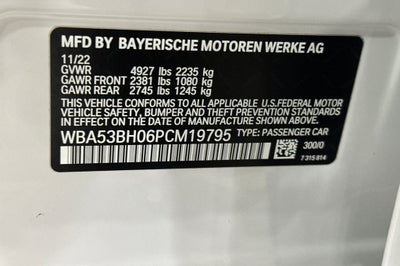 MFD BY BAYERISCHE MOTOREN WERKE AG
11/22
GVWR 4927 lbs 2235 kg
GAWR FRONT 2381 lbs 1080 kg
GAWR REAR 2745 lbs 1245 kg
THIS VEHICLE CONFORMS TO ALL APPLICABLE U.S.FEDERAL MOTOR
VEHICLE SAFETY, BUMPER, AND THEFT PREVENTION STANDARDS
IN EFFECT ON THE DATE OF MANUFACTURE SHOWN ABOVE.
WBA53BH06PCM19795 TYPE: PASSENGER CAR
300/0
7 315 814